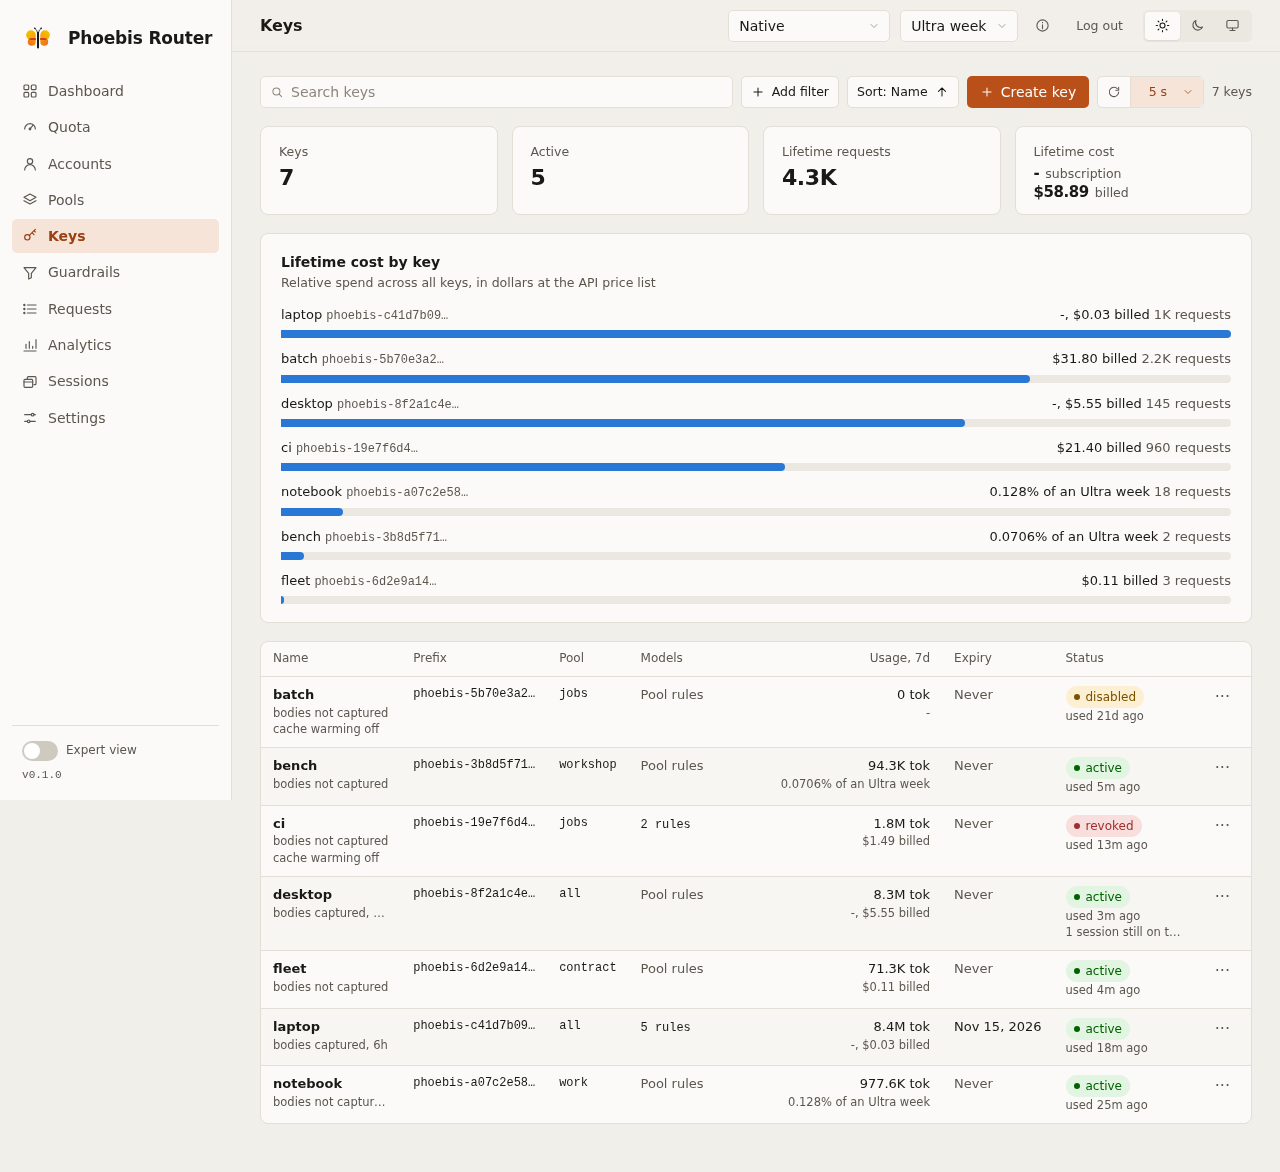 Phoebis Router
Dashboard
Quota
Accounts
Pools
Keys
Guardrails
Requests
Analytics
Sessions
Settings
Expert view
v0.1.0
Keys
Native
Ultra week
Log out
Search keys
Add filter
Sort: Name
Create key
5 s
7 keys
Keys
7
Active
5
Lifetime requests
4.3K
Lifetime cost
- subscription
$58.89 billed
Lifetime cost by key
Relative spend across all keys, in dollars at the API price list
laptop phoebis-c41d7b09… -, $0.03 billed 1K requests
batch phoebis-5b70e3a2… $31.80 billed 2.2K requests
desktop phoebis-8f2a1c4e… -, $5.55 billed 145 requests
ci phoebis-19e7f6d4… $21.40 billed 960 requests
notebook phoebis-a07c2e58… 0.128% of an Ultra week 18 requests
bench phoebis-3b8d5f71… 0.0706% of an Ultra week 2 requests
fleet phoebis-6d2e9a14… $0.11 billed 3 requests
Name Prefix Pool Models Usage, 7d Expiry Status
batch phoebis-5b70e3a2… jobs Pool rules 0 tok Never disabled ···
bodies not captured - used 21d ago
cache warming off
bench phoebis-3b8d5f71… workshop Pool rules 94.3K tok Never active ···
bodies not captured 0.0706% of an Ultra week used 5m ago
ci phoebis-19e7f6d4… jobs 2 rules 1.8M tok Never revoked ···
bodies not captured $1.49 billed used 13m ago
cache warming off
desktop phoebis-8f2a1c4e… all Pool rules 8.3M tok Never active ···
bodies captured, … -, $5.55 billed used 3m ago
1 session still on t…
fleet phoebis-6d2e9a14… contract Pool rules 71.3K tok Never active ···
bodies not captured $0.11 billed used 4m ago
laptop phoebis-c41d7b09… all 5 rules 8.4M tok Nov 15, 2026 active ···
bodies captured, 6h -, $0.03 billed used 18m ago
notebook phoebis-a07c2e58… work Pool rules 977.6K tok Never active ···
bodies not captur… 0.128% of an Ultra week used 25m ago